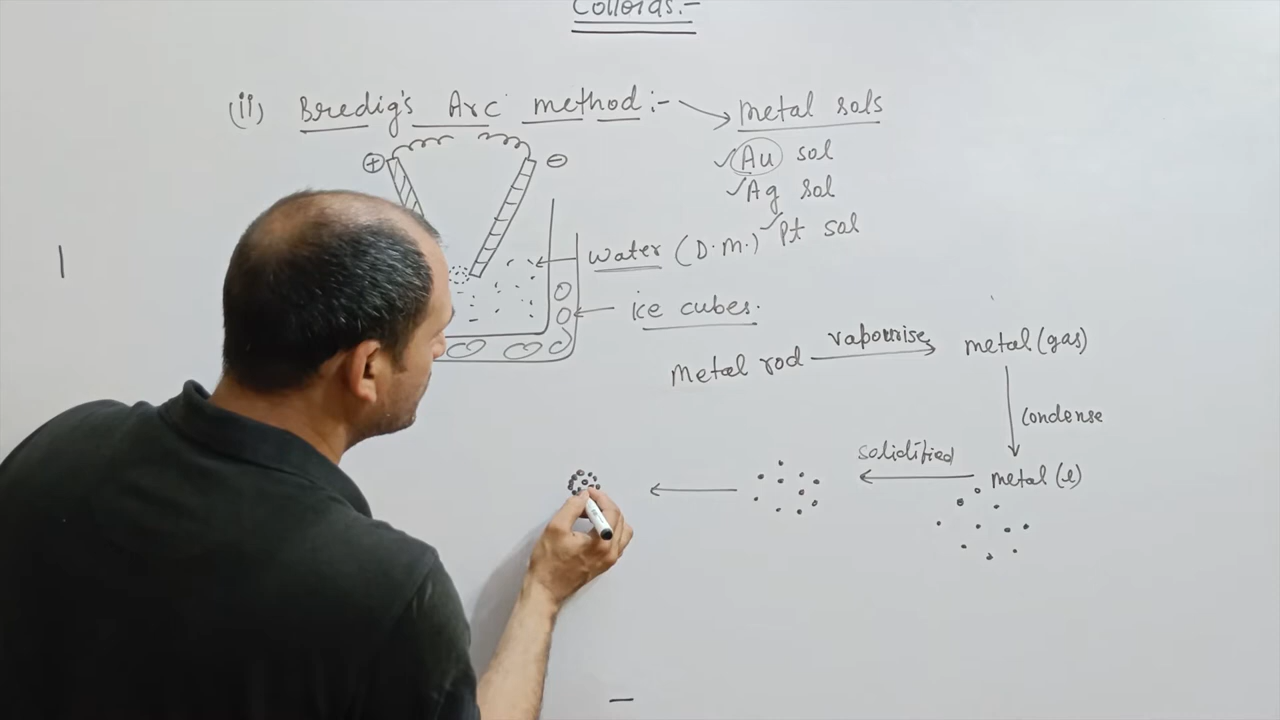 Colloids:-
(ii) Bredig's Arc method:- → metal sols
✓Au sol
✓Ag sol
✓Pt sol
+ -
water (D.M.)
ice cubes.
Metal rod vapourise metal(gas)
Condense
solidified metal(l)